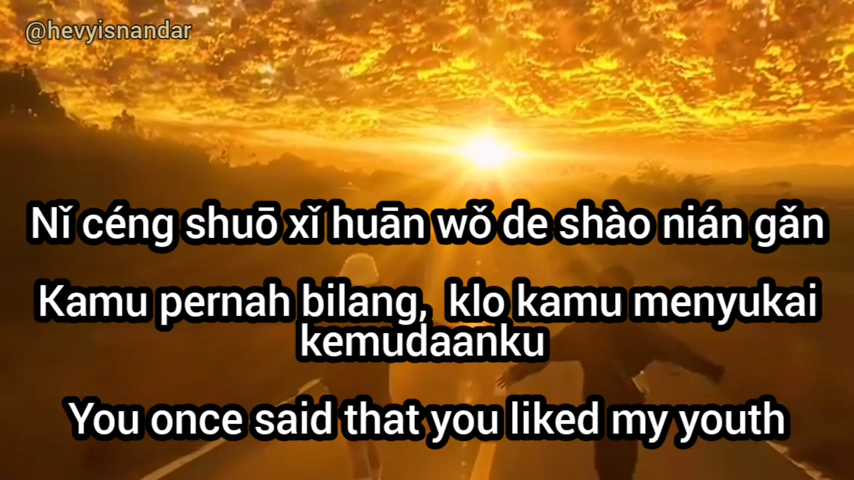 @hevyisnandar
Nǐ céng shuō xǐ huān wǒ de shào nián gǎn
Kamu pernah bilang, klo kamu menyukai
kemudaanku
You once said that you liked my youth